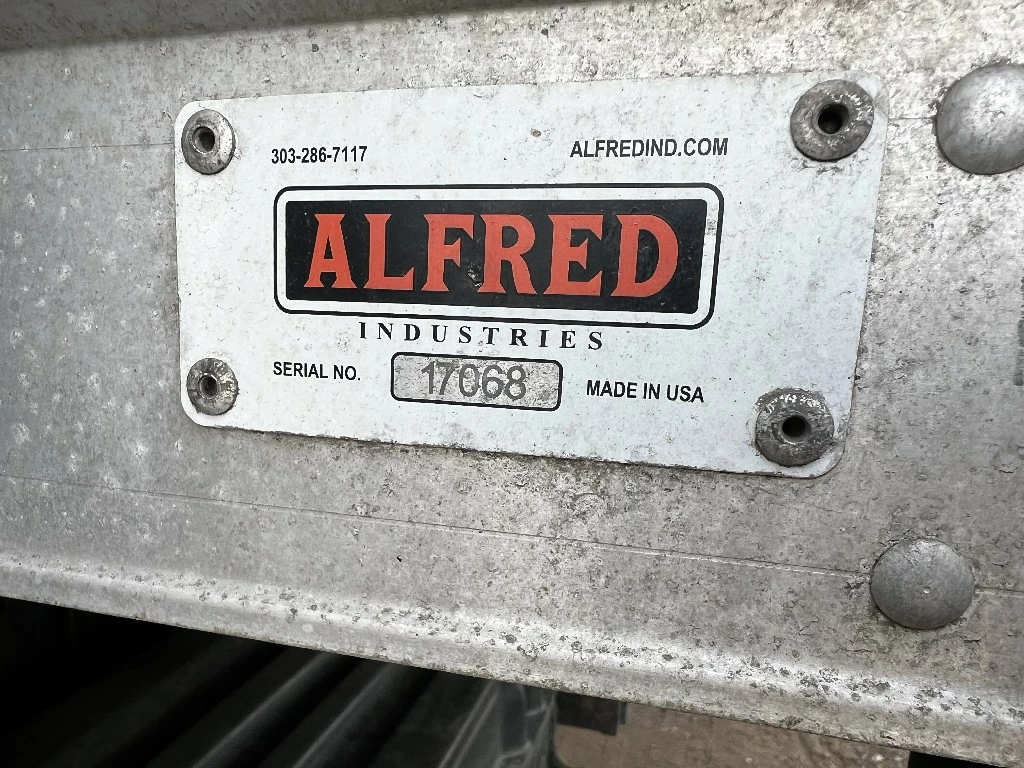 303-286-7117 ALFREDIND.COM
ALFRED
INDUSTRIES
SERIAL NO. 17068 MADE IN USA